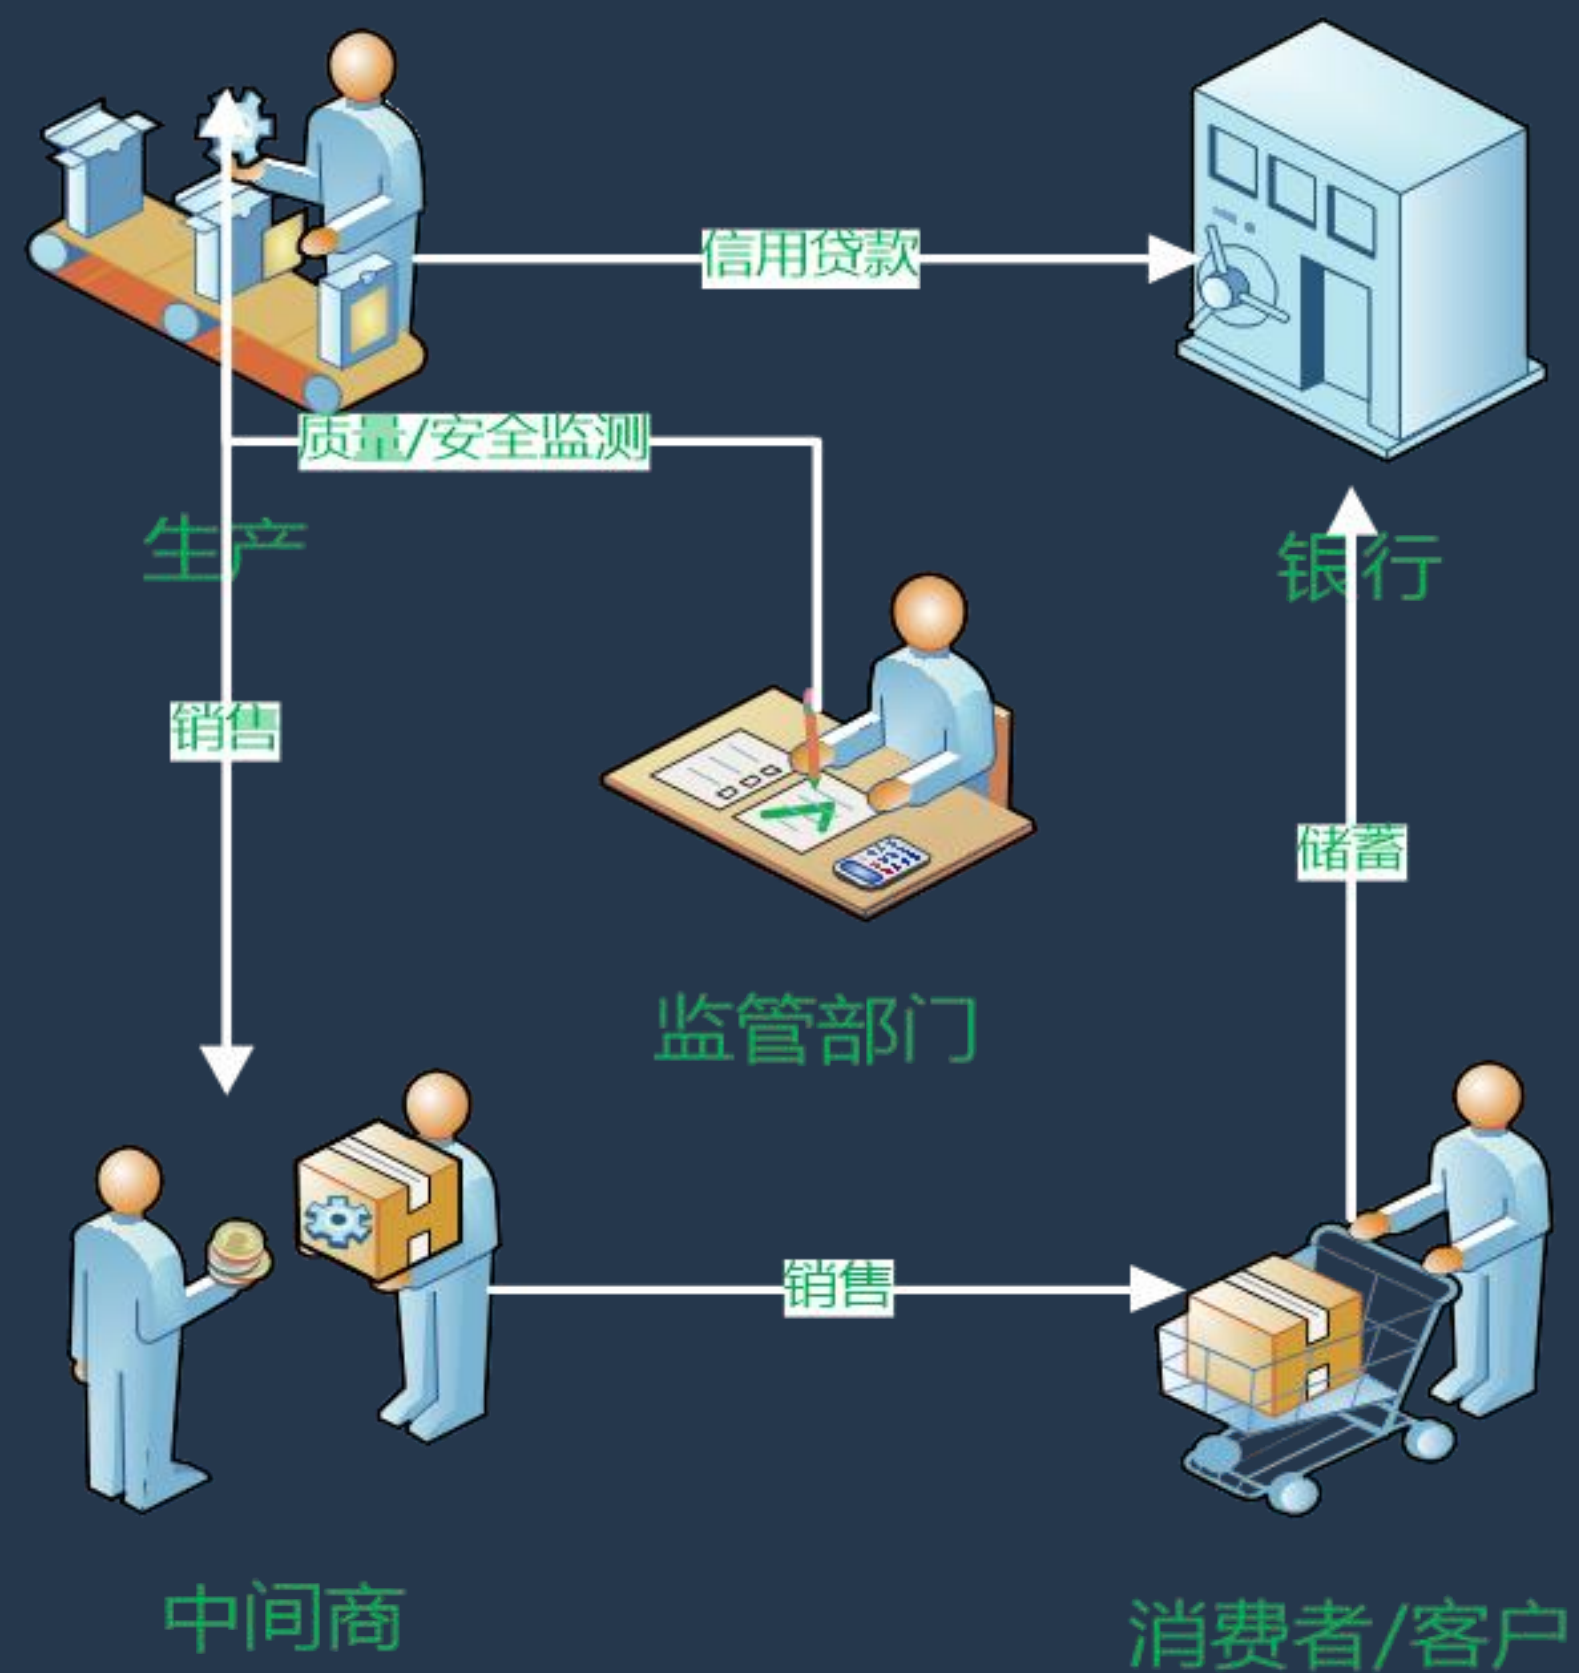 信用贷款
质量/安全监测
生产
银行
销售
储蓄
监管部门
销售
中间商
消费者/客户